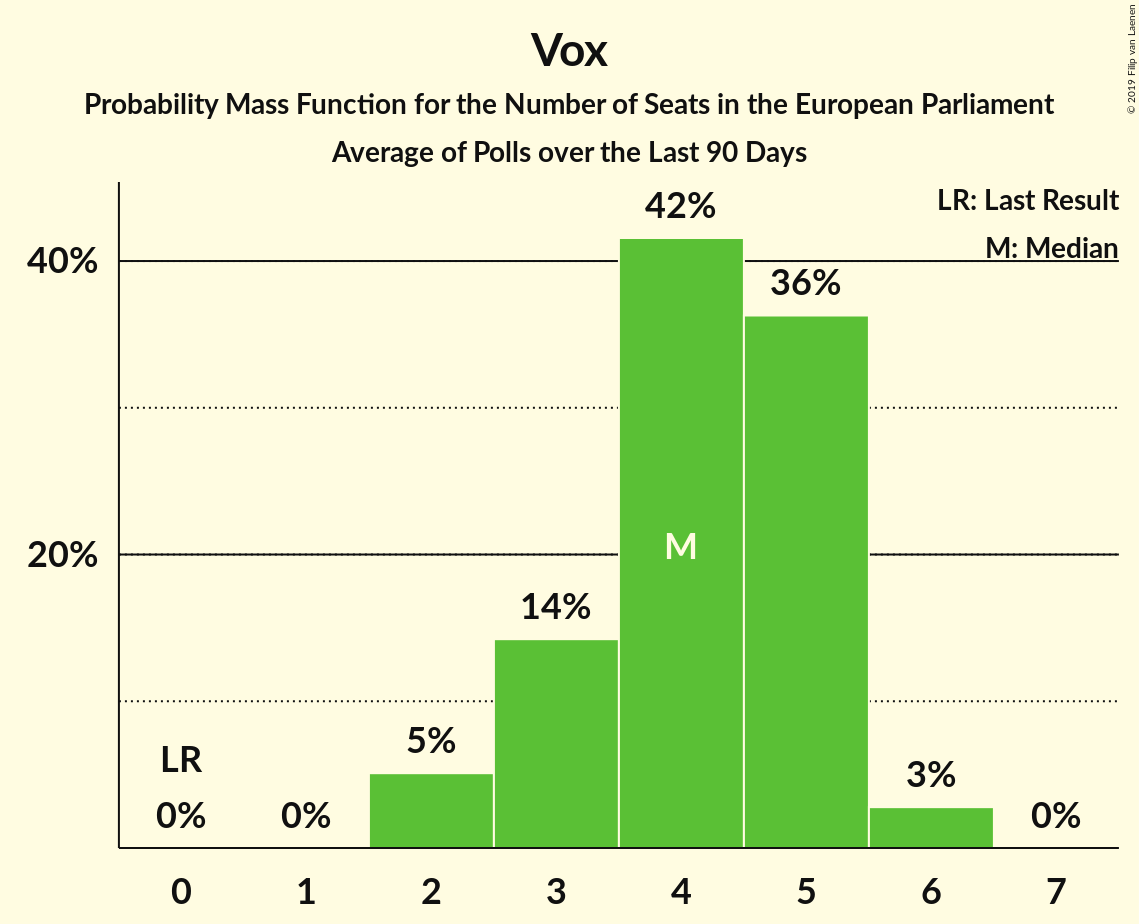 Vox
Probability Mass Function for the Number of Seats in the European Parliament
Average of Polls over the Last 90 Days
© 2019 Filip van Laenen
LR: Last Result
M: Median
40%
20%
LR
0%
0%
5%
14%
42%
M
36%
3%
0%
0 1 2 3 4 5 6 7